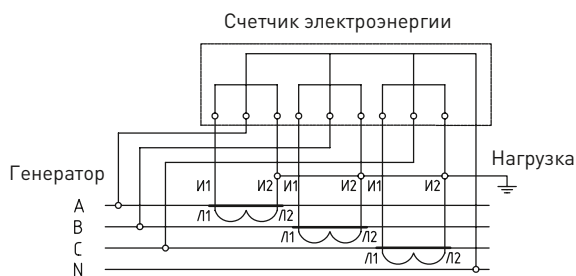 Счетчик электроэнергии
Генератор
Нагрузка
И1 И2 И1 И2 И1 И2
A
Л1 Л2
B
Л1 Л2
C
Л1 Л2
N